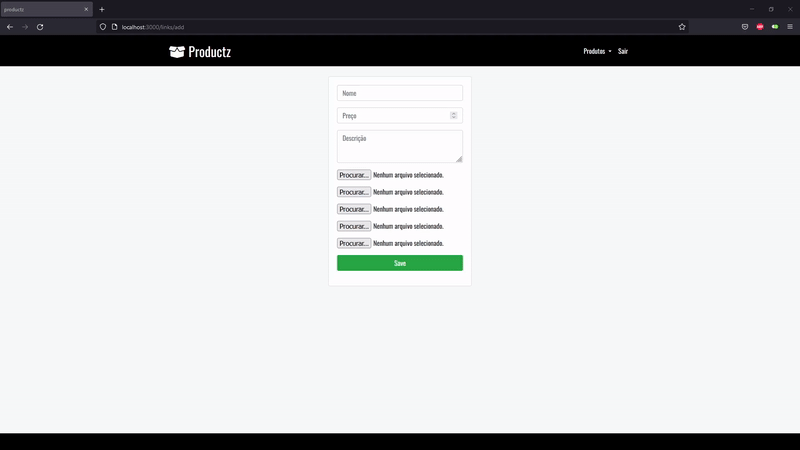 productz
localhost:3000/links/add
Productz
Produtos
Sair
Nome
Preço
Descrição
Procurar... Nenhum arquivo selecionado.
Procurar... Nenhum arquivo selecionado.
Procurar... Nenhum arquivo selecionado.
Procurar... Nenhum arquivo selecionado.
Procurar... Nenhum arquivo selecionado.
Save